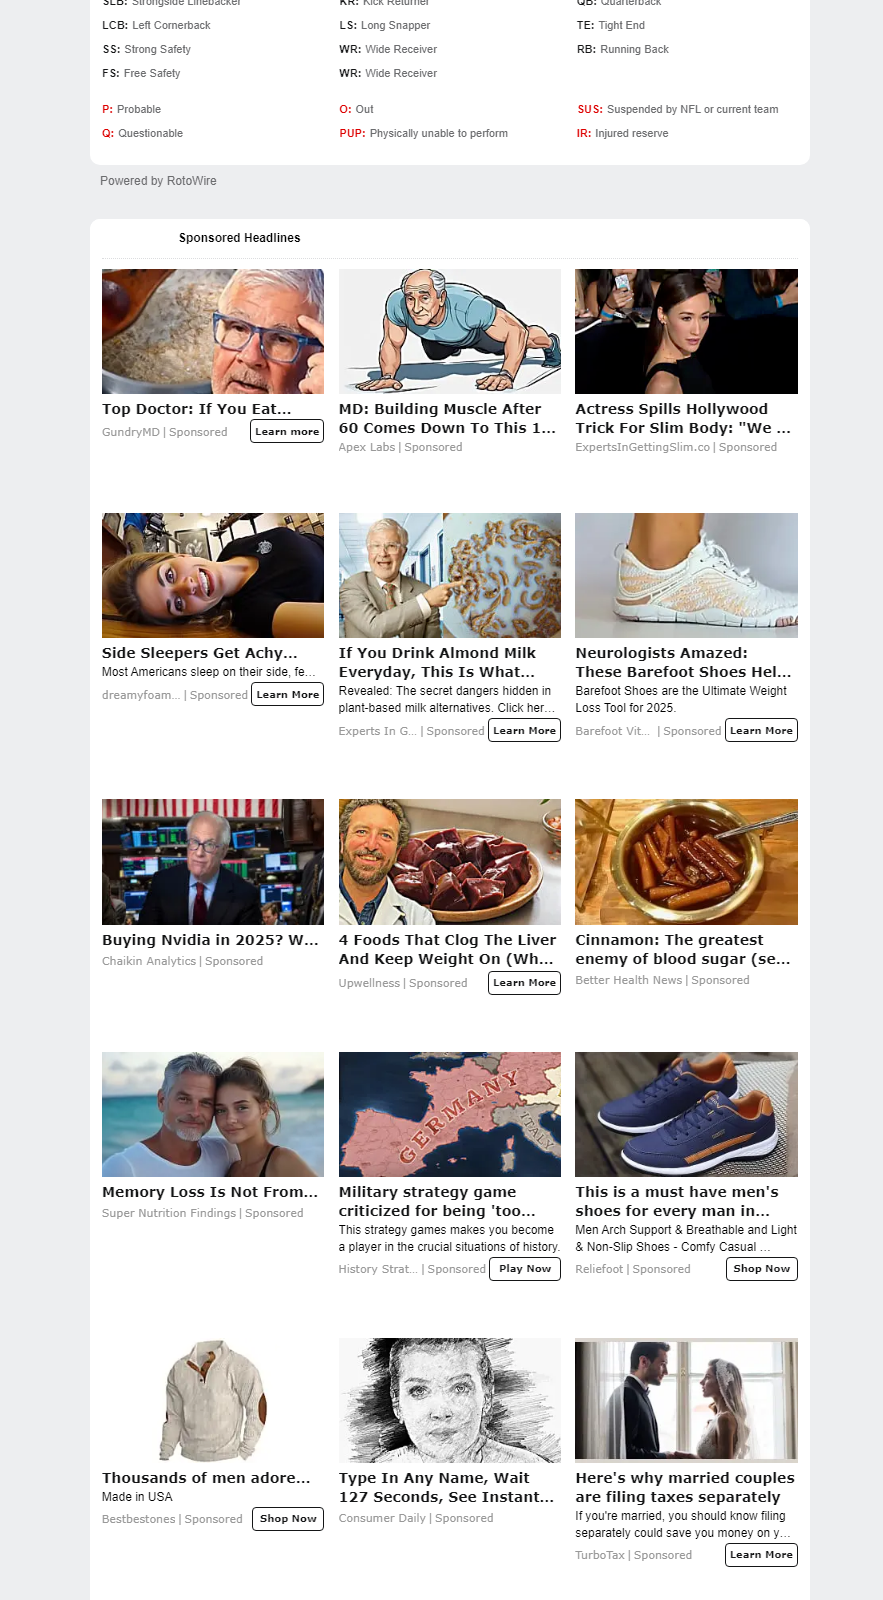 SLB: Strongside Linebacker
KR: Kick Returner
QB: Quarterback
LCB: Left Cornerback
LS: Long Snapper
TE: Tight End
SS: Strong Safety
WR: Wide Receiver
RB: Running Back
FS: Free Safety
WR: Wide Receiver
P: Probable
O: Out
SUS: Suspended by NFL or current team
Q: Questionable
PUP: Physically unable to perform
IR: Injured reserve
Powered by RotoWire
Sponsored Headlines
Top Doctor: If You Eat...
GundryMD | Sponsored
Learn more
MD: Building Muscle After
60 Comes Down To This 1...
Apex Labs | Sponsored
Actress Spills Hollywood
Trick For Slim Body: "We ...
ExpertsInGettingSlim.co | Sponsored
Side Sleepers Get Achy...
Most Americans sleep on their side, fe...
dreamyfoam... | Sponsored
Learn More
If You Drink Almond Milk
Everyday, This Is What...
Revealed: The secret dangers hidden in
plant-based milk alternatives. Click her...
Experts In G... | Sponsored
Learn More
Neurologists Amazed:
These Barefoot Shoes Hel...
Barefoot Shoes are the Ultimate Weight
Loss Tool for 2025.
Barefoot Vit... | Sponsored
Learn More
Buying Nvidia in 2025? W...
Chaikin Analytics | Sponsored
4 Foods That Clog The Liver
And Keep Weight On (Wh...
Upwellness | Sponsored
Learn More
Cinnamon: The greatest
enemy of blood sugar (se...
Better Health News | Sponsored
Memory Loss Is Not From...
Super Nutrition Findings | Sponsored
GERMANY
ITALY
Military strategy game
criticized for being 'too...
This strategy games makes you become
a player in the crucial situations of history.
History Strat... | Sponsored
Play Now
This is a must have men's
shoes for every man in...
Men Arch Support & Breathable and Light
& Non-Slip Shoes - Comfy Casual ...
Reliefoot | Sponsored
Shop Now
Thousands of men adore...
Made in USA
Bestbestones | Sponsored
Shop Now
Type In Any Name, Wait
127 Seconds, See Instant...
Consumer Daily | Sponsored
Here's why married couples
are filing taxes separately
If you're married, you should know filing
separately could save you money on y...
TurboTax | Sponsored
Learn More